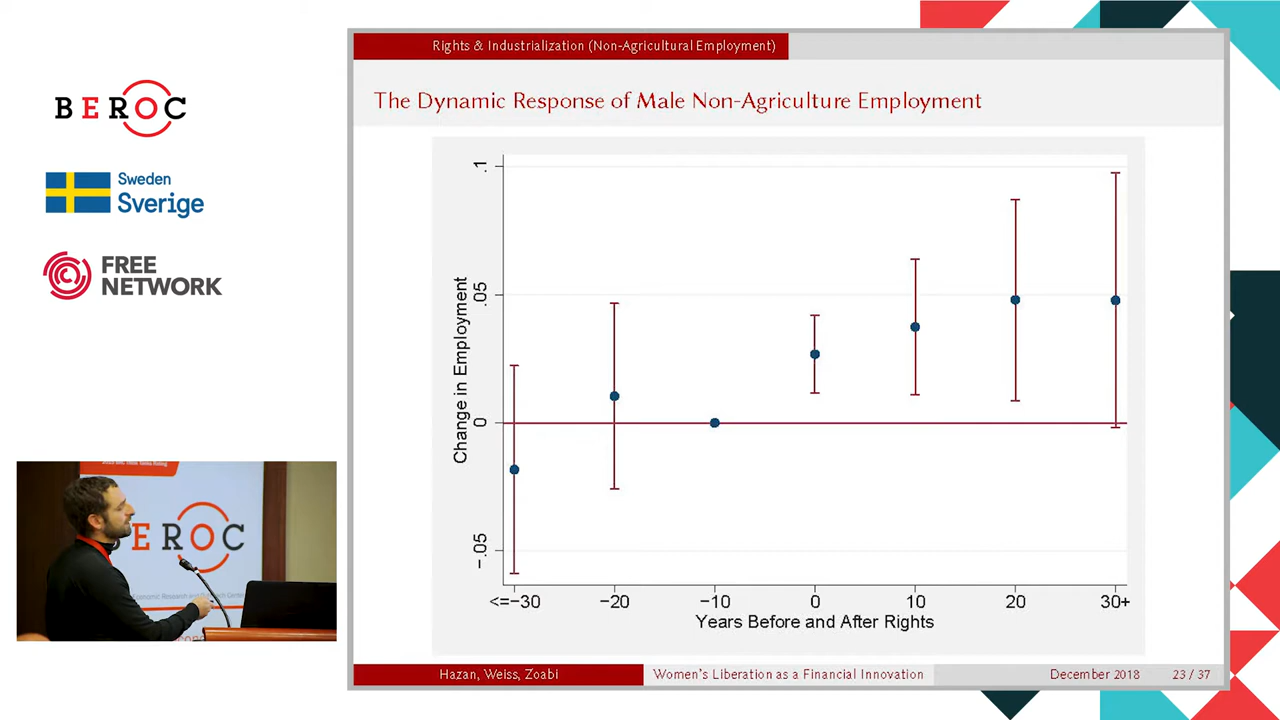 BEROC
Sweden
Sverige
FREE
NETWORK
Rights & Industrialization (Non-Agricultural Employment)
The Dynamic Response of Male Non-Agriculture Employment
.1
.05
0
-.05
Change in Employment
<=-30
-20
-10
0
10
20
30+
Years Before and After Rights
Hazan, Weiss, Zoabi
Women's Liberation as a Financial Innovation
December 2018
23 / 37
EROC